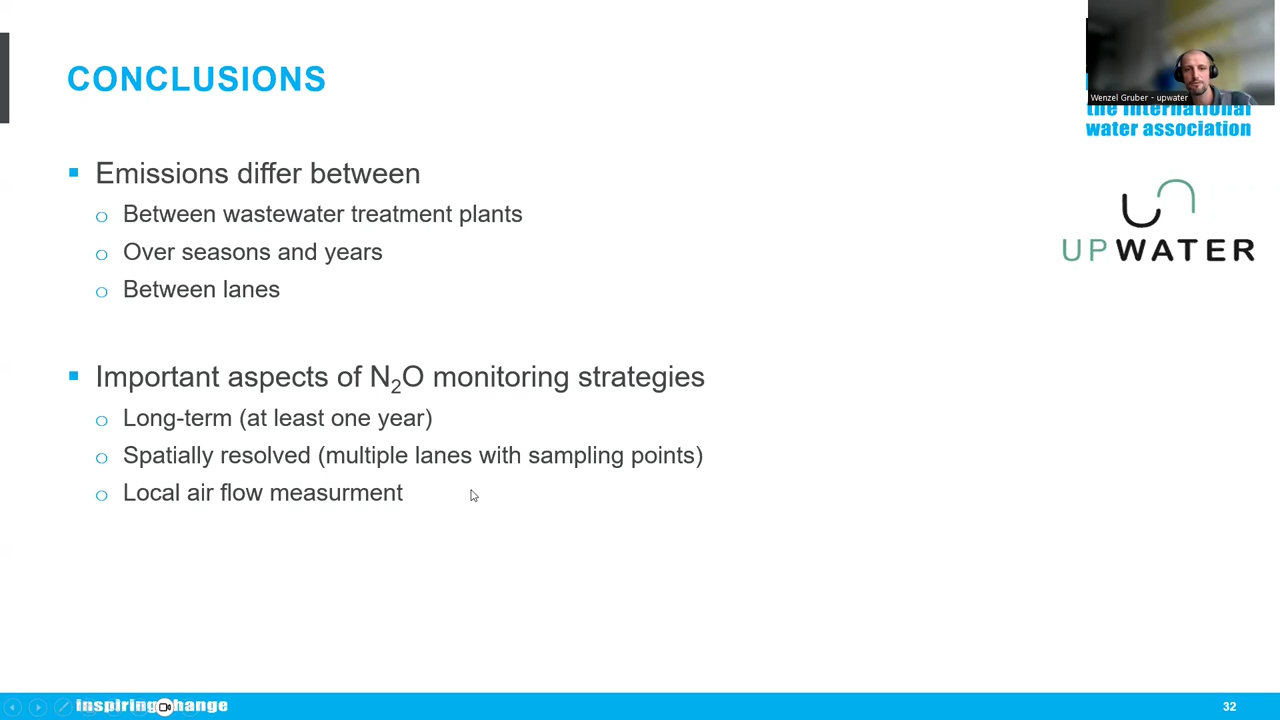 CONCLUSIONS
Wenzel Gruber - upwater
the international
water association
UPWATER
Emissions differ between
Between wastewater treatment plants
Over seasons and years
Between lanes
Important aspects of N₂O monitoring strategies
Long-term (at least one year)
Spatially resolved (multiple lanes with sampling points)
Local air flow measurment
inspiring hange
32